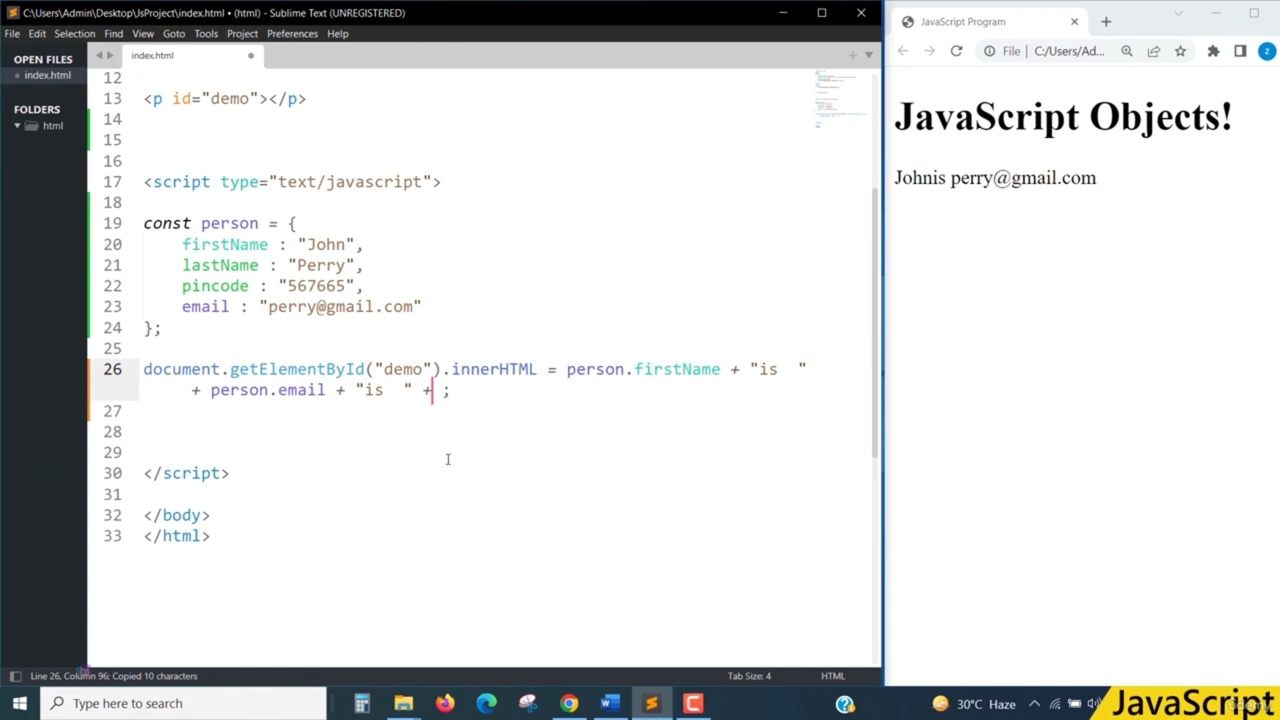 C:\Users\Admin\Desktop\JsProject\index.html • (html) - Sublime Text (UNREGISTERED)
File Edit Selection Find View Goto Tools Project Preferences Help
OPEN FILES
index.html
FOLDERS
html
index.html
12
13 <p id="demo"></p>
14
15
16
17 <script type="text/javascript">
18
19 const person = {
20 firstName : "John",
21 lastName : "Perry",
22 pincode : "567665",
23 email : "perry@gmail.com"
24 };
25
26 document.getElementById("demo").innerHTML = person.firstName + "is  "
+ person.email + "is  " + ;
27
28
29
30 </script>
31
32 </body>
33 </html>
Line 26, Column 96; Copied 10 characters
Tab Size: 4
HTML
JavaScript Program
File | C:/Users/Ad...
Z
JavaScript Objects!
Johnis perry@gmail.com
Type here to search
30°C Haze
JavaScript